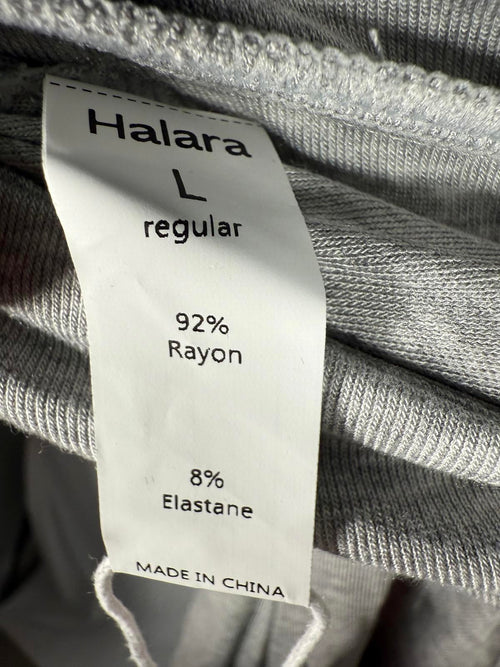 Halara
L
regular
92%
Rayon
8%
Elastane
MADE IN CHINA